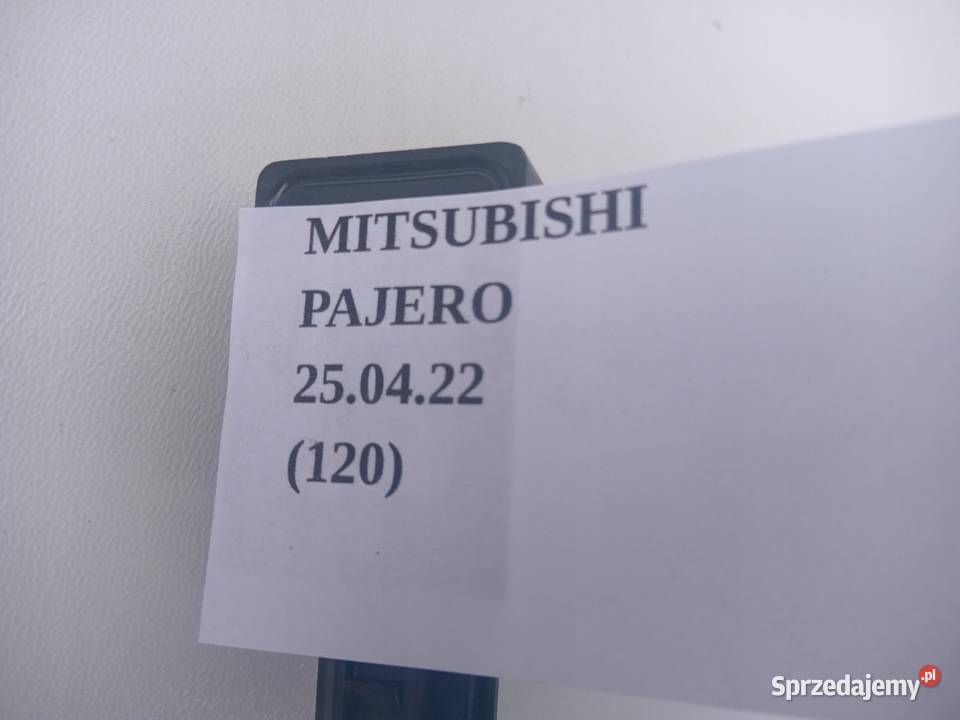 MITSUBISHI
PAJERO
25.04.22
(120)
Sprzedajemy.pl